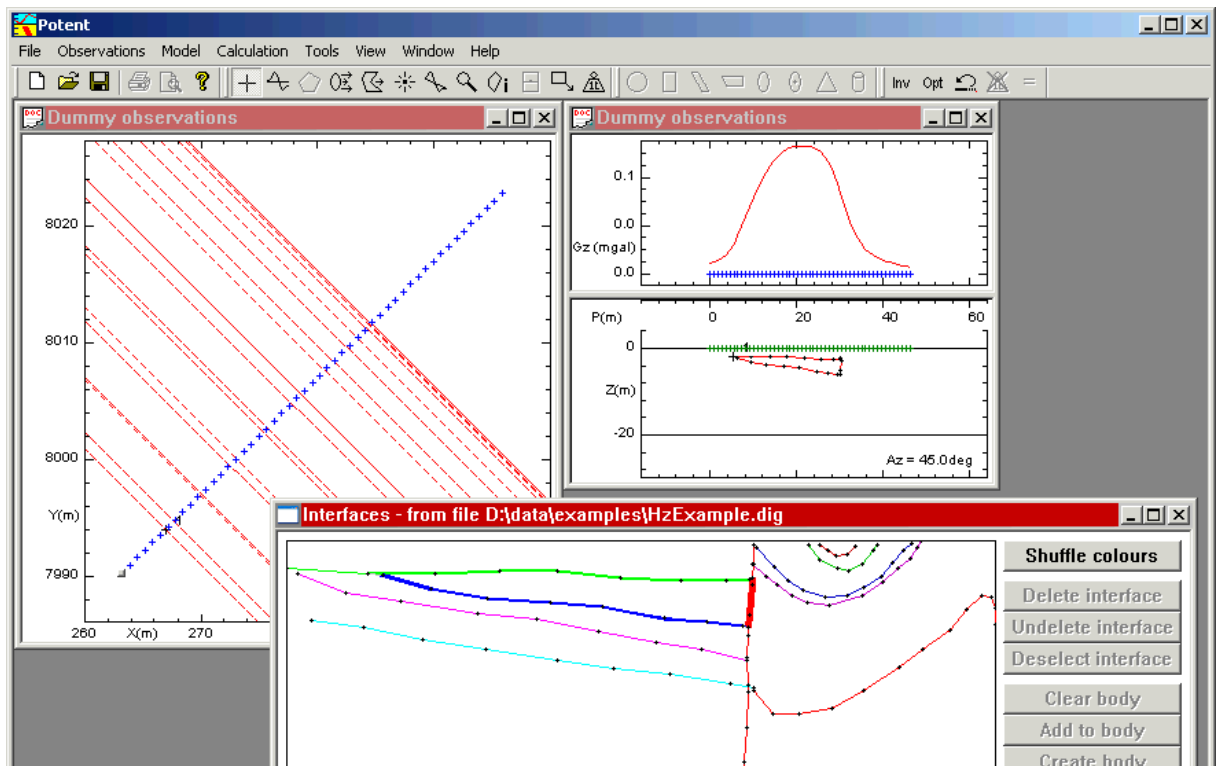 Potent
File Observations Model Calculation Tools View Window Help
Inv Opt
Dummy observations
8020
8010
8000
Y(m)
7990
260 X(m) 270
Dummy observations
0.1
0.0
Gz (mgal)
0.0
P(m) 0 20 40 60
0
Z(m)
-20
Az = 45.0deg
Interfaces - from file D:\data\examples\HzExample.dig
Shuffle colours
Delete interface
Undelete interface
Deselect interface
Clear body
Add to body
Create body